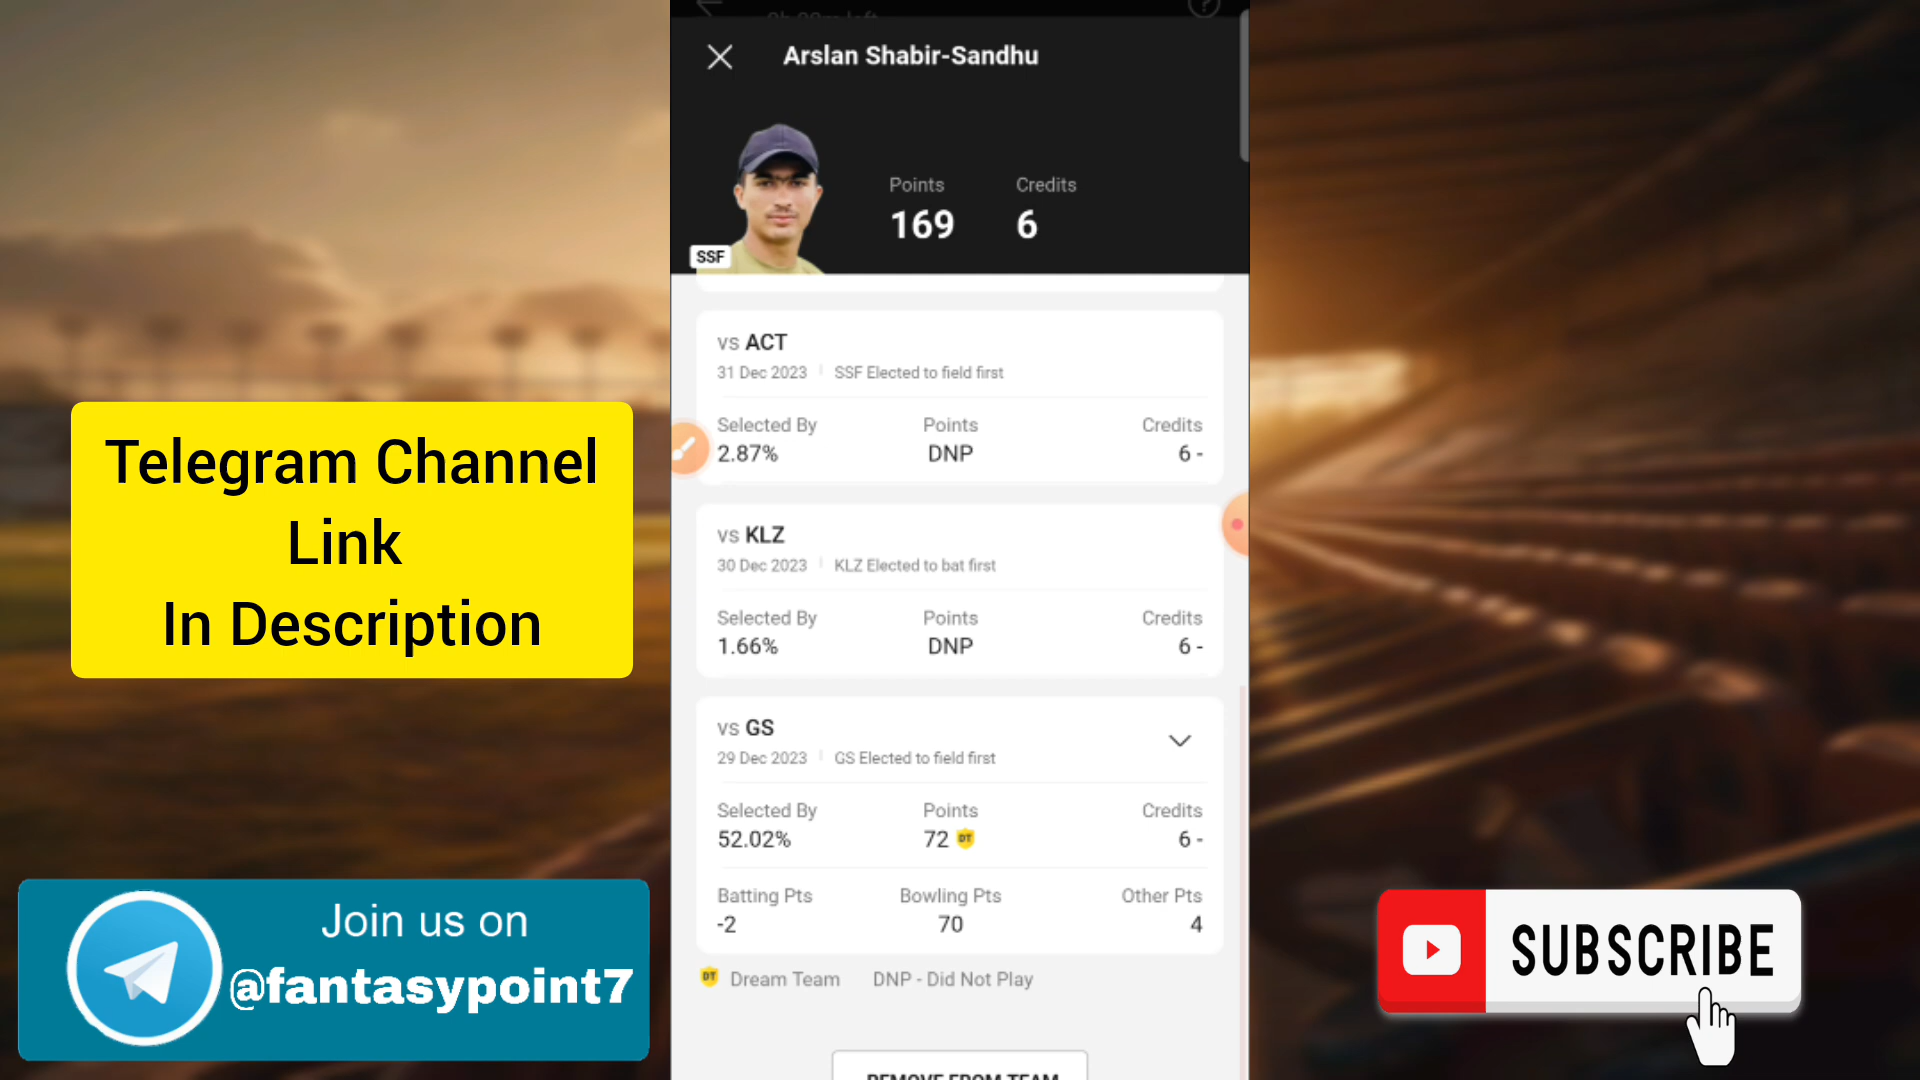 Arslan Shabir-Sandhu
Points
Credits
169
6
SSF
vs ACT
31 Dec 2023 | SSF Elected to field first
Selected By
Points
Credits
2.87%
DNP
6 -
vs KLZ
30 Dec 2023 | KLZ Elected to bat first
Selected By
Points
Credits
1.66%
DNP
6 -
vs GS
29 Dec 2023 | GS Elected to field first
Selected By
Points
Credits
52.02%
72 DT
6 -
Batting Pts
Bowling Pts
Other Pts
-2
70
4
DT Dream Team
DNP - Did Not Play
REMOVE FROM TEAM
Telegram Channel
Link
In Description
Join us on
@fantasypoint7
SUBSCRIBE